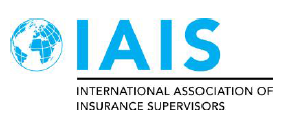 IAIS
INTERNATIONAL ASSOCIATION OF
INSURANCE SUPERVISORS